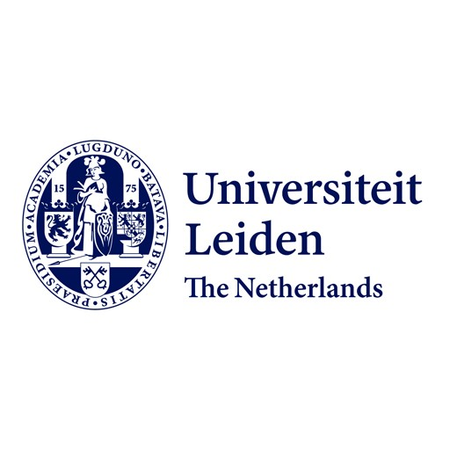 ACADEMIA · LUGDUNO · BATAVA · LIBERTATIS · PRAESIDIUM ·
15 75
Universiteit
Leiden
The Netherlands